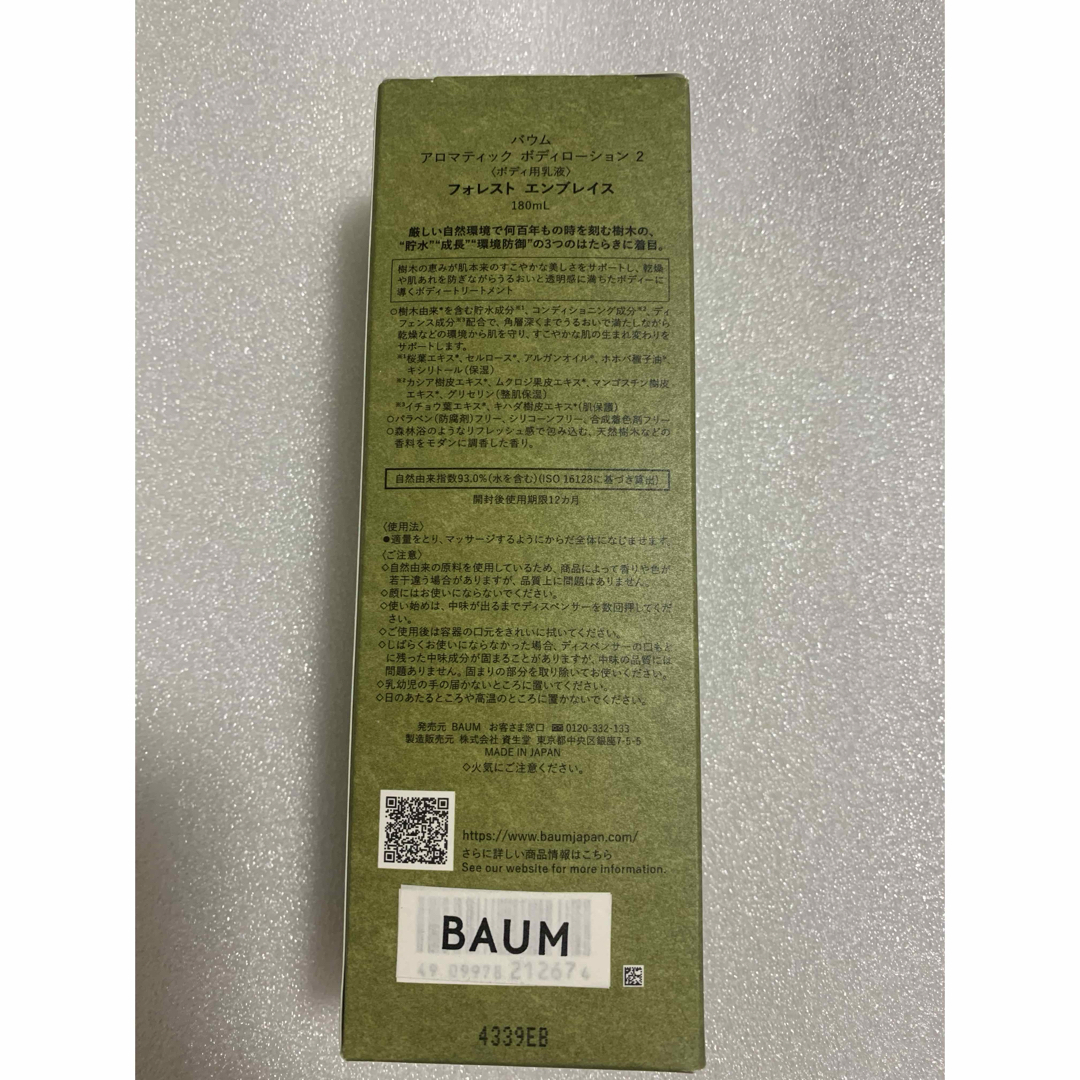 バウム
アロマティック ボディローション 2
〈ボディ用乳液〉
フォレスト エンブレイス
180mL
厳しい自然環境で何百年もの時を刻む樹木の、
“貯水”“成長”“環境防御”の3つのはたらきに着目。
樹木の恵みが肌本来のすこやかな美しさをサポートし、乾燥
や肌あれを防ぎながらうるおいと透明感に満ちたボディーに
導くボディートリートメント
○樹木由来*を含む貯水成分※1、コンディショニング成分※2、ディ
フェンス成分※3配合で、角層深くまでうるおいで満たしながら
乾燥などの環境から肌を守り、すこやかな肌の生まれ変わりを
サポートします。
※1桜葉エキス*、セルロース*、アルガンオイル*、ホホバ種子油*、
キシリトール(保湿)
※2カシア樹皮エキス*、ムクロジ果皮エキス*、マンゴスチン樹皮
エキス*、グリセリン(整肌保湿)
※3イチョウ葉エキス*、キハダ樹皮エキス*(肌保護)
○パラベン(防腐剤)フリー、シリコーンフリー、合成着色剤フリー
○森林浴のようなリフレッシュ感で包み込む、天然樹木などの
香料をモダンに調香した香り。
自然由来指数93.0%(水を含む)(ISO 16128に基づき算出)
開封後使用期限12カ月
〈使用法〉
●適量をとり、マッサージするようにからだ全体になじませます。
〈ご注意〉
◇自然由来の原料を使用しているため、商品によって香りや色が
若干違う場合がありますが、品質上に問題はありません。
◇顔にはお使いにならないでください。
◇使い始めは、中味が出るまでディスペンサーを数回押してくだ
さい。
◇ご使用後は容器の口元をきれいに拭いてください。
◇しばらくお使いにならなかった場合、ディスペンサーの口もと
に残った中味成分が固まることがありますが、中味の品質には
問題ありません。固まりの部分を取り除いてお使いください。
◇乳幼児の手の届かないところに置いてください。
◇日のあたるところや高温のところに置かないでください。
発売元 BAUM お客さま窓口 0120-332-133
製造販売元 株式会社 資生堂 東京都中央区銀座7-5-5
MADE IN JAPAN
◇火気にご注意ください。
https://www.baumjapan.com/
さらに詳しい商品情報はこちら
See our website for more information.
BAUM
49 09978 212674
4339EB